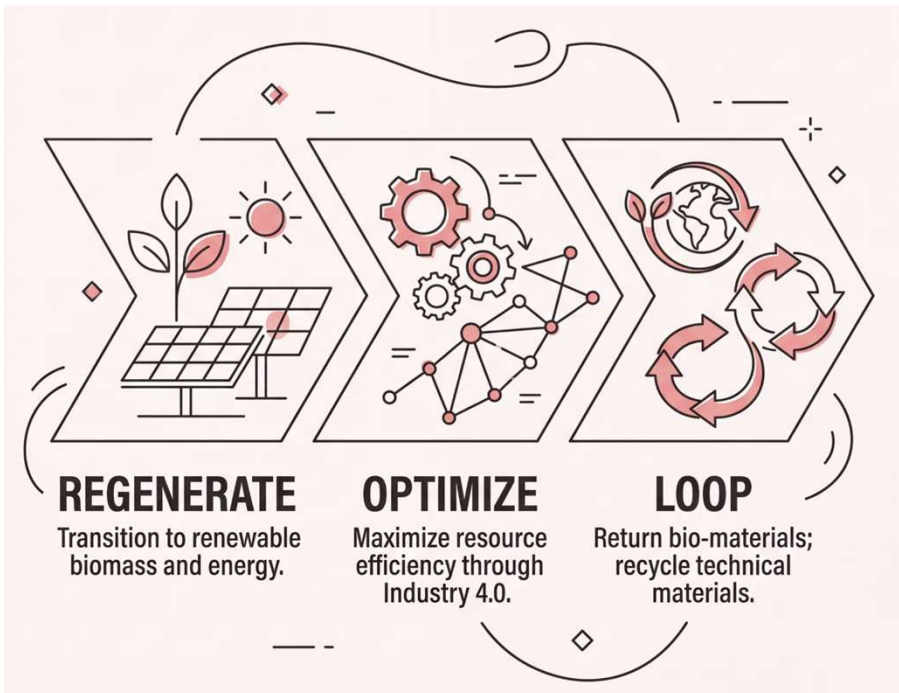 REGENERATE
Transition to renewable
biomass and energy.
OPTIMIZE
Maximize resource
efficiency through
Industry 4.0.
LOOP
Return bio-materials;
recycle technical
materials.